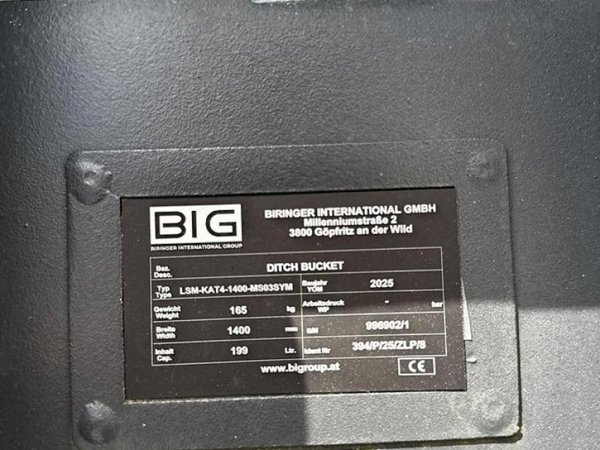 BIG
BIRINGER INTERNATIONAL GROUP
BIRINGER INTERNATIONAL GMBH
Millenniumstraße 2
3800 Göpfritz an der Wild
Bez.
Desc.
DITCH BUCKET
Typ
Type
LSM-KAT4-1400-MS03SYM
Baujahr
YOM
2025
Gewicht
Weight
165 kg
Arbeitsdruck
WP
- bar
Breite
Width
1400 mm
S/N
996902/1
Inhalt
Cap.
199 Ltr.
Ident Nr
394/P/25/ZLP/8
www.bigroup.at
CE